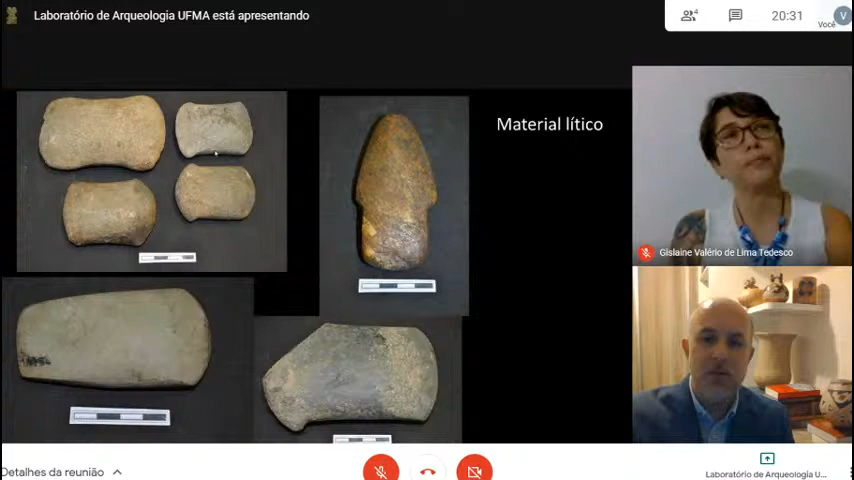 Laboratório de Arqueologia UFMA está apresentando
4
20:31
V
Você
Material lítico
Gislaine Valério de Lima Tedesco
Detalhes da reunião
Laboratório de Arqueologia U...